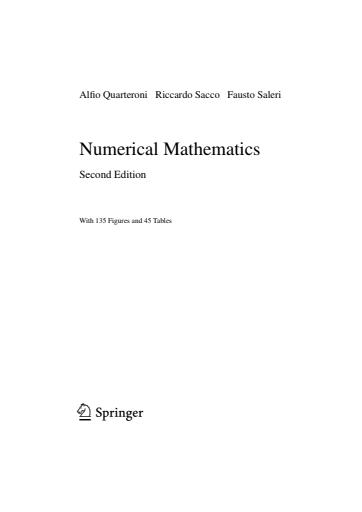 Alfio Quarteroni Riccardo Sacco Fausto Saleri
Numerical Mathematics
Second Edition
With 135 Figures and 45 Tables
Springer